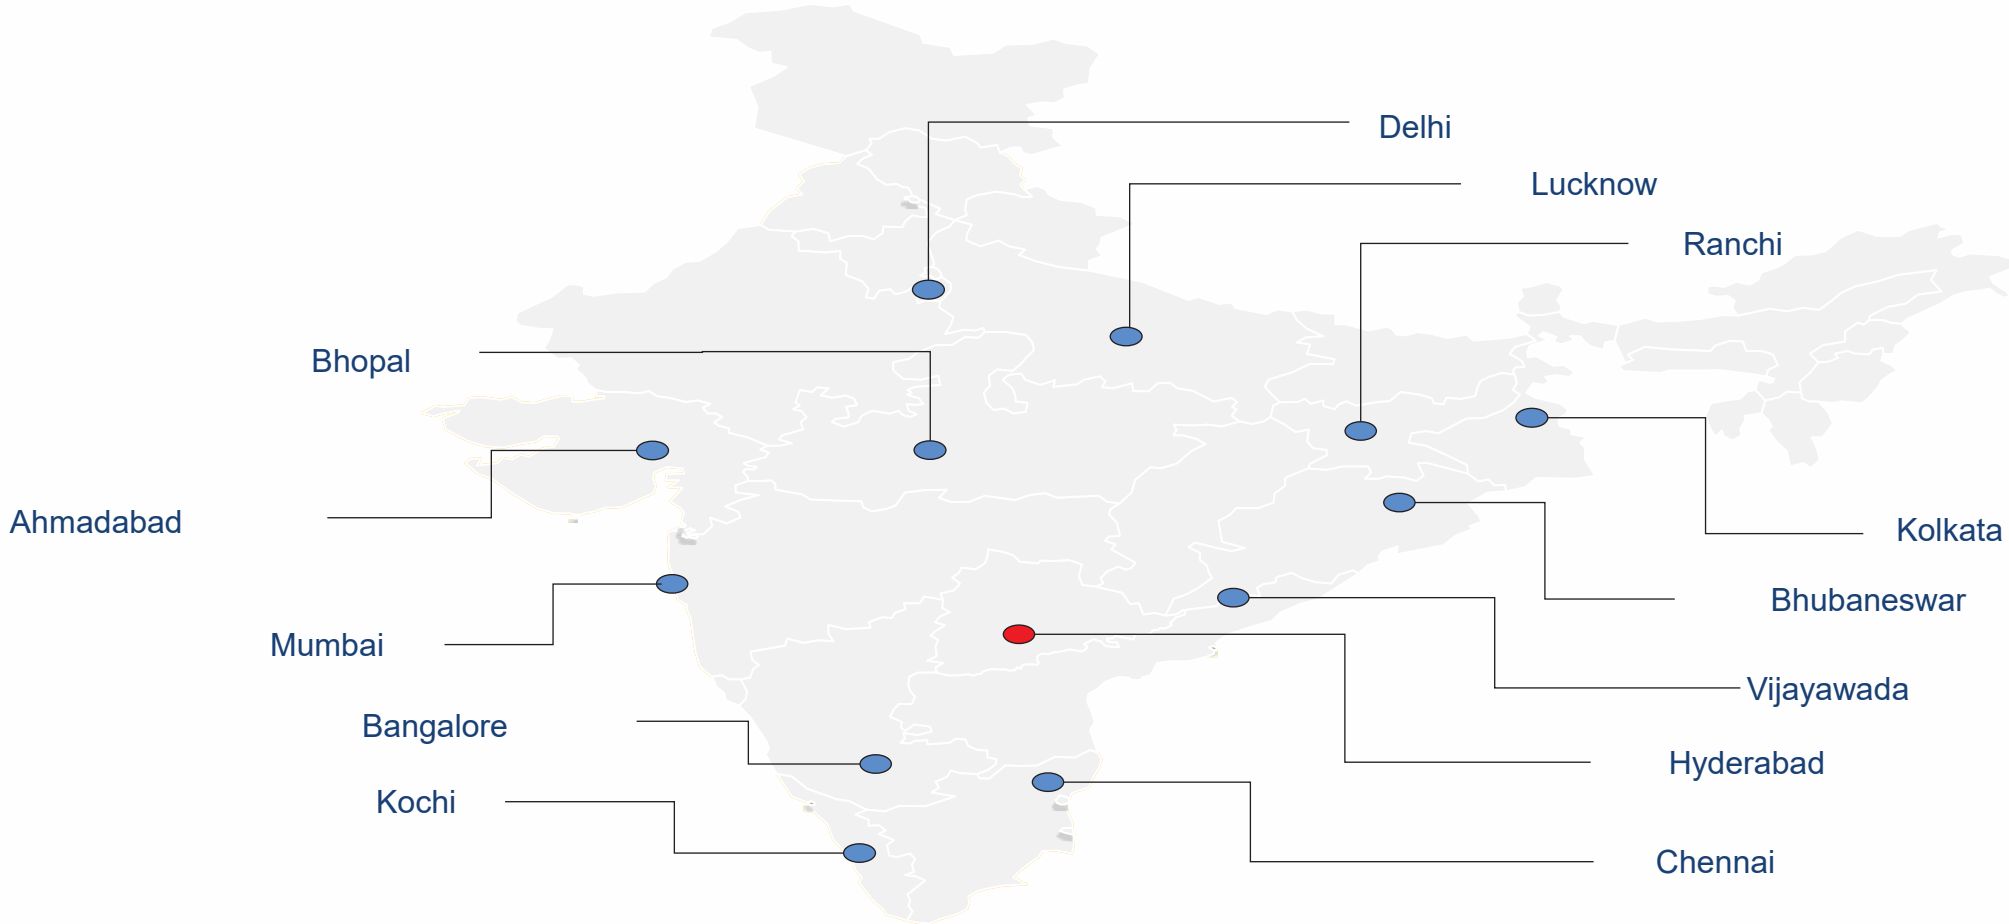 Delhi
Lucknow
Ranchi
Bhopal
Ahmadabad
Kolkata
Bhubaneswar
Mumbai
Vijayawada
Bangalore
Hyderabad
Kochi
Chennai